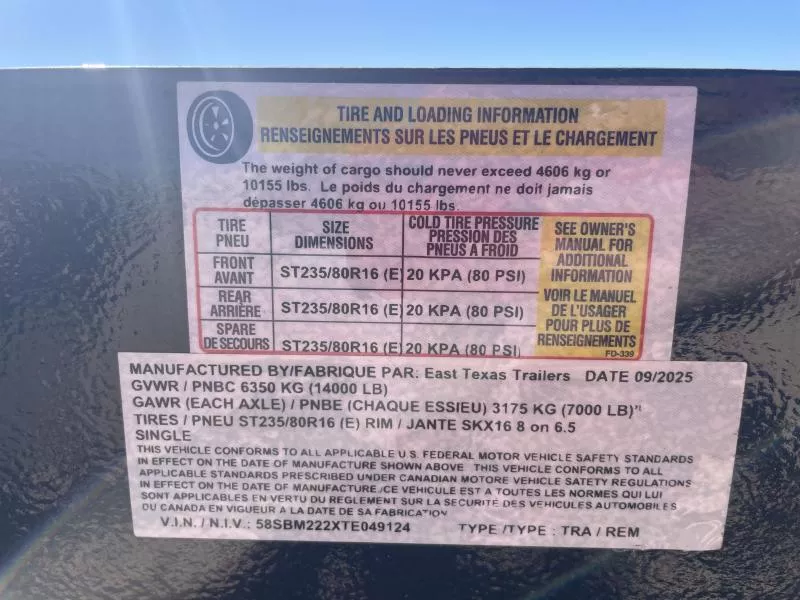 TIRE AND LOADING INFORMATION
RENSEIGNEMENTS SUR LES PNEUS ET LE CHARGEMENT
The weight of cargo should never exceed 4606 kg or
10155 lbs. Le poids du chargement ne doit jamais
dépasser 4606 kg ou 10155 lbs.
TIRE PNEU SIZE DIMENSIONS COLD TIRE PRESSURE PRESSION DES PNEUS A FROID
FRONT AVANT ST235/80R16 (E) 20 KPA (80 PSI)
REAR ARRIÈRE ST235/80R16 (E) 20 KPA (80 PSI)
SPARE DE SECOURS ST235/80R16 (E) 20 KPA (80 PSI)
SEE OWNER'S
MANUAL FOR
ADDITIONAL
INFORMATION
VOIR LE MANUEL
DE L'USAGER
POUR PLUS DE
RENSEIGNEMENTS
FD-339
MANUFACTURED BY/FABRIQUE PAR: East Texas Trailers DATE 09/2025
GVWR / PNBC 6350 KG (14000 LB)
GAWR (EACH AXLE) / PNBE (CHAQUE ESSIEU) 3175 KG (7000 LB)
TIRES / PNEU ST235/80R16 (E) RIM / JANTE SKX16 8 on 6.5
SINGLE
THIS VEHICLE CONFORMS TO ALL APPLICABLE U.S. FEDERAL MOTOR VEHICLE SAFETY STANDARDS
IN EFFECT ON THE DATE OF MANUFACTURE SHOWN ABOVE THIS VEHICLE CONFORMS TO ALL
APPLICABLE STANDARDS PRESCRIBED UNDER CANADIAN MOTORE VEHICLE SAFETY REGULATIONS
IN EFFECT ON THE DATE OF MANUFACTURE./CE VEHICULE EST A TOUTES LES NORMES QUI LUI
SONT APPLICABLES EN VERTU DU REGLEMENT SUR LA SECURITE DES VEHICULES AUTOMOBILES
DU CANADA EN VIGUEUR A LA DATE DE SA FABRICATION
V.I.N. / N.I.V.: 58SBM222XTE049124 TYPE /TYPE : TRA / REM